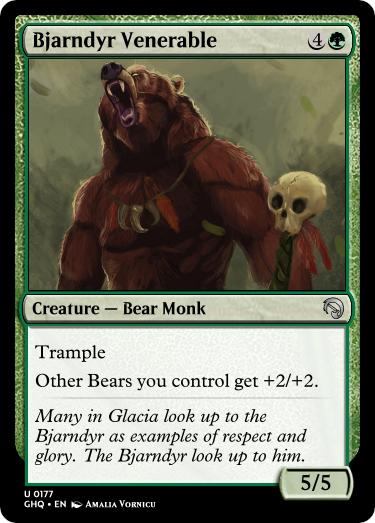 Bjarndyr Venerable 4
Creature — Bear Monk
Trample
Other Bears you control get +2/+2.
Many in Glacia look up to the
Bjarndyr as examples of respect and
glory. The Bjarndyr look up to him.
5/5
U 0177
GHQ • EN Amalia Vornicu